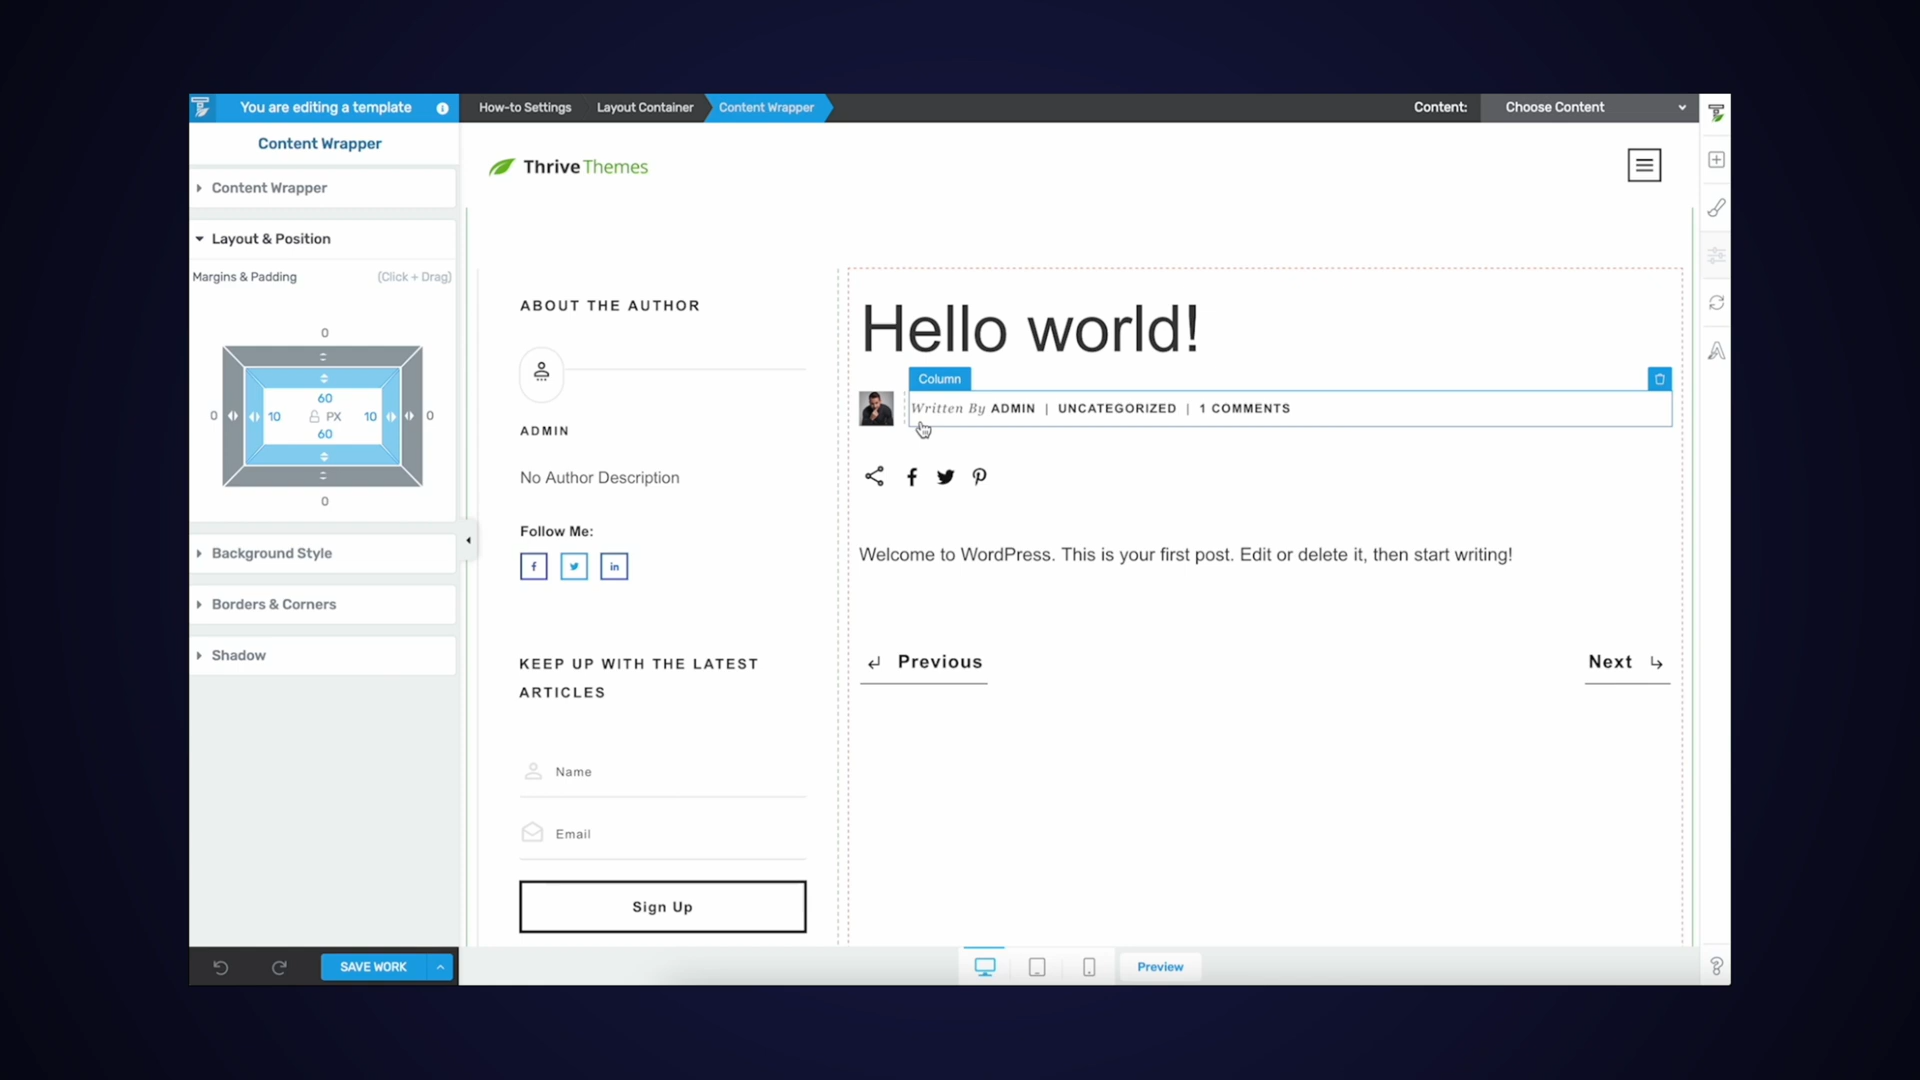 You are editing a template
How-to Settings
Layout Container
Content Wrapper
Content:
Choose Content
Content Wrapper
Content Wrapper
Layout & Position
Margins & Padding
(Click + Drag)
0
60
0
10
PX
10
0
60
0
Background Style
Borders & Corners
Shadow
SAVE WORK
Thrive Themes
ABOUT THE AUTHOR
ADMIN
No Author Description
Follow Me:
KEEP UP WITH THE LATEST
ARTICLES
Name
Email
Sign Up
Hello world!
Column
Written By ADMIN | UNCATEGORIZED | 1 COMMENTS
Welcome to WordPress. This is your first post. Edit or delete it, then start writing!
Previous
Next
Preview